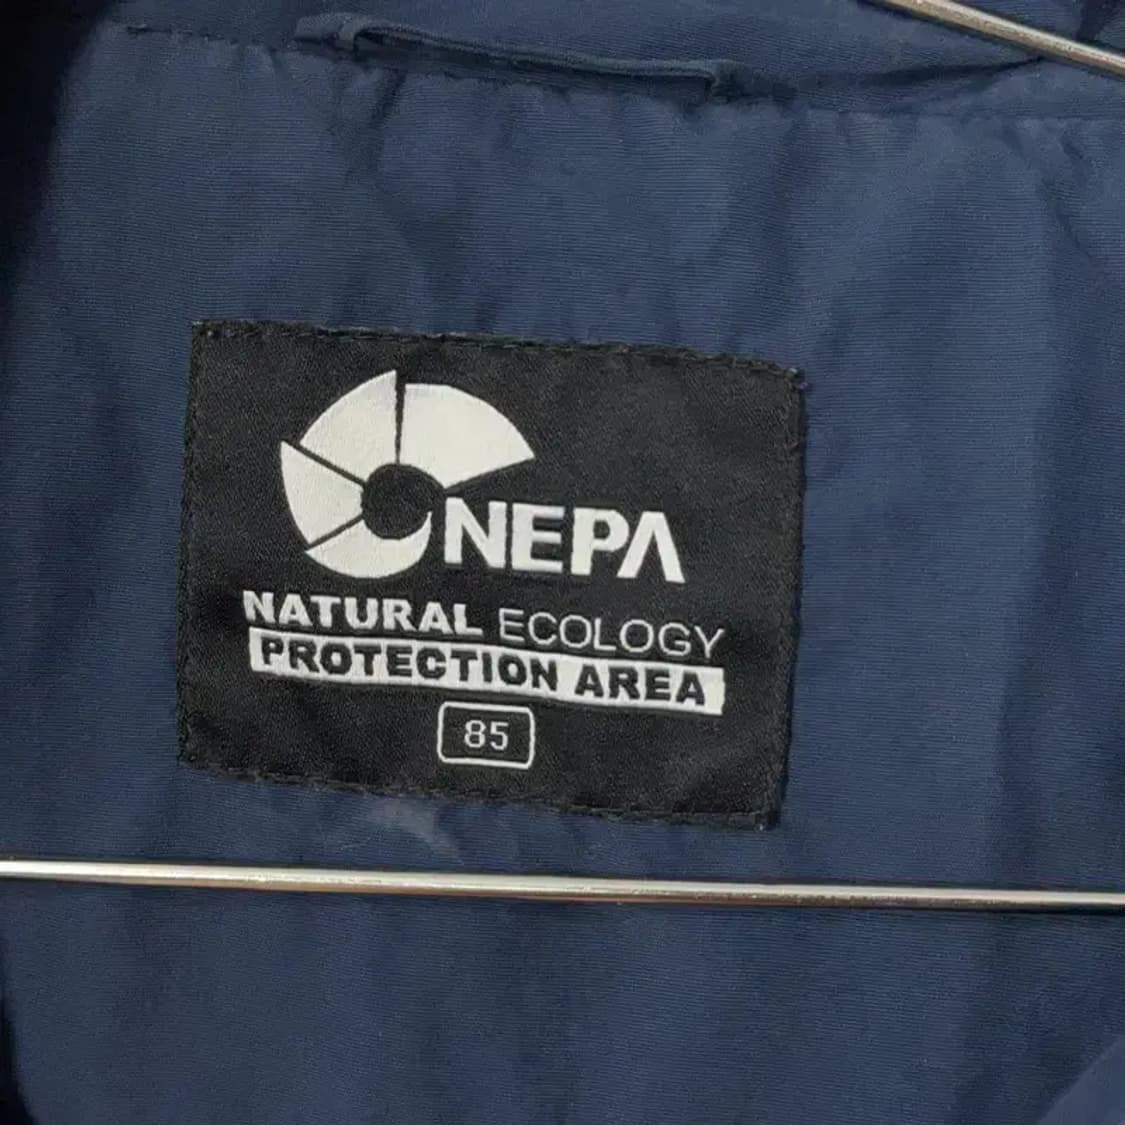 NEPA
NATURAL ECOLOGY
PROTECTION AREA
85